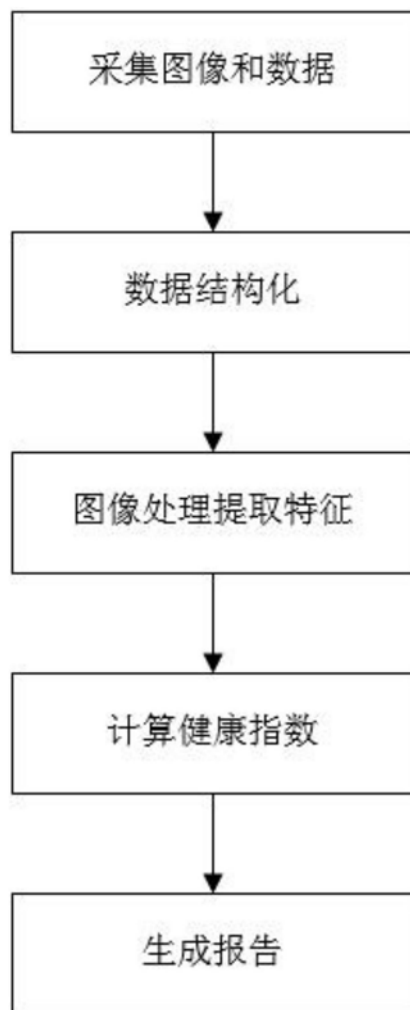 采集图像和数据
数据结构化
图像处理提取特征
计算健康指数
生成报告